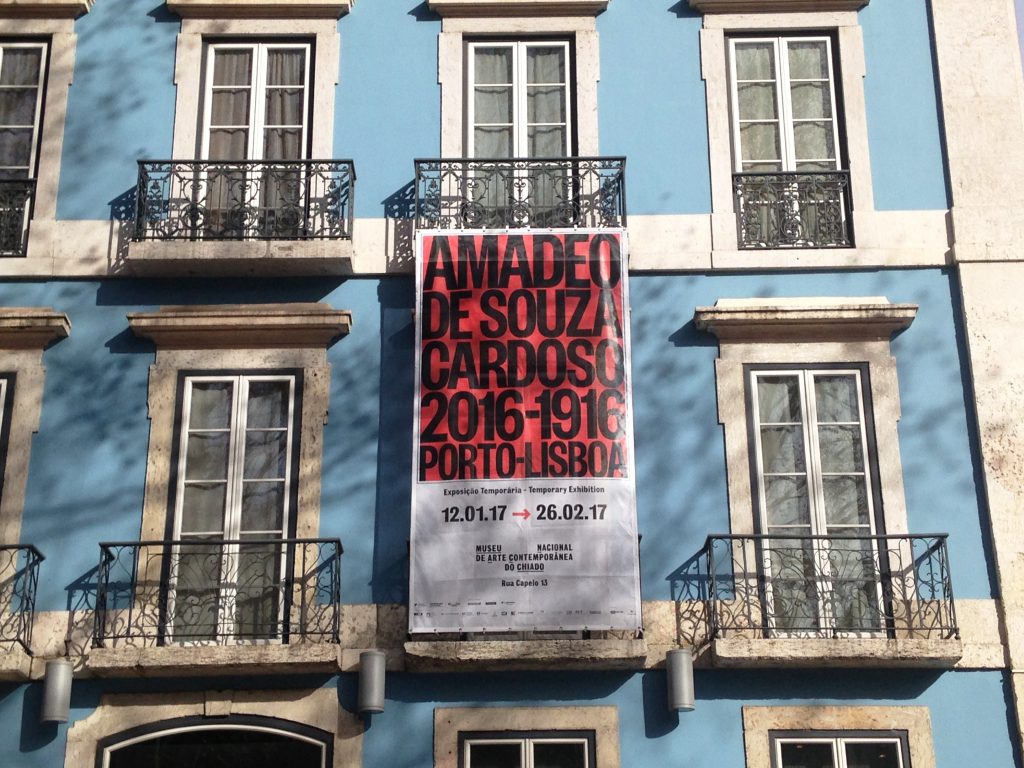 AMADEO
DE SOUZA
CARDOSO
2016-1916
PORTO-LISBOA
Exposição Temporária - Temporary Exhibition
12.01.17 → 26.02.17
MUSEU NACIONAL
DE ARTE CONTEMPORÂNEA
DO CHIADO
Rua Capelo 13